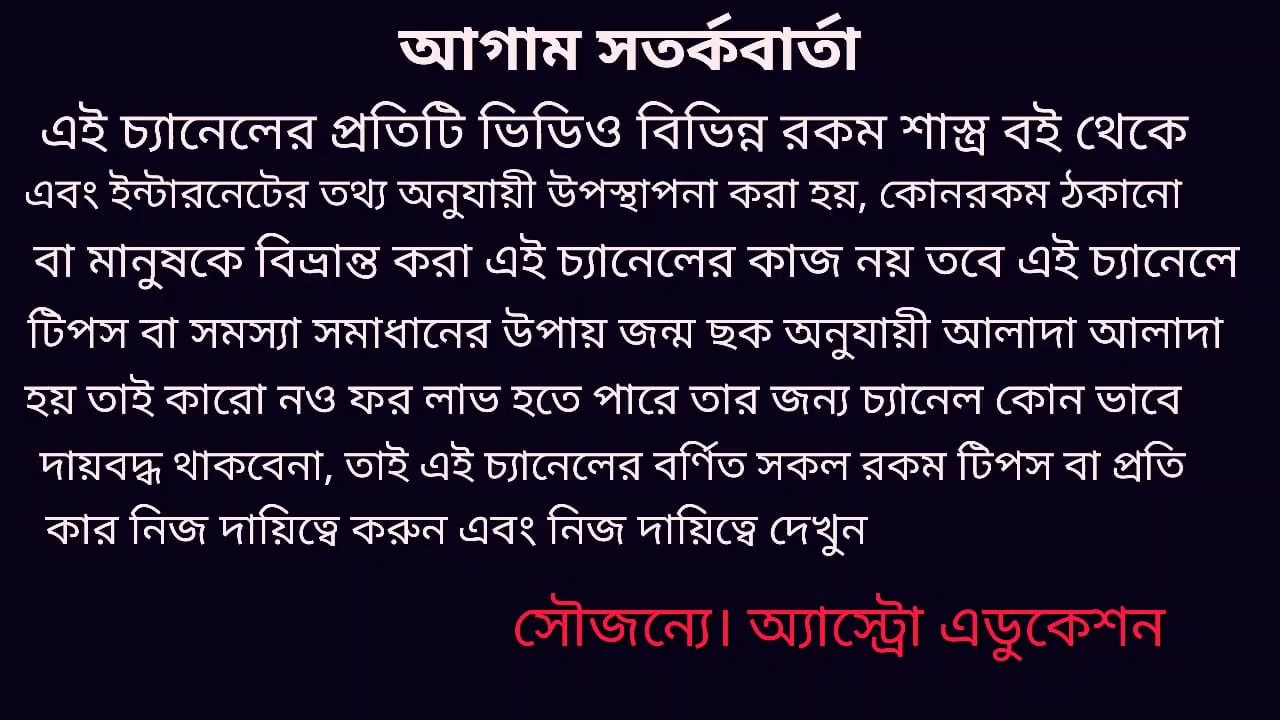 আগাম সতর্কবার্তা
এই চ্যানেলের প্রতিটি ভিডিও বিভিন্ন রকম শাস্ত্র বই থেকে
এবং ইন্টারনেটের তথ্য অনুযায়ী উপস্থাপনা করা হয়, কোনরকম ঠকানো
বা মানুষকে বিভ্রান্ত করা এই চ্যানেলের কাজ নয় তবে এই চ্যানেলে
টিপস বা সমস্যা সমাধানের উপায় জন্ম ছক অনুযায়ী আলাদা আলাদা
হয় তাই কারো নও ফর লাভ হতে পারে তার জন্য চ্যানেল কোন ভাবে
দায়বদ্ধ থাকবেনা, তাই এই চ্যানেলের বর্ণিত সকল রকম টিপস বা প্রতি
কার নিজ দায়িত্বে করুন এবং নিজ দায়িত্বে দেখুন
সৌজন্যে। অ্যাস্ট্রো এডুকেশন